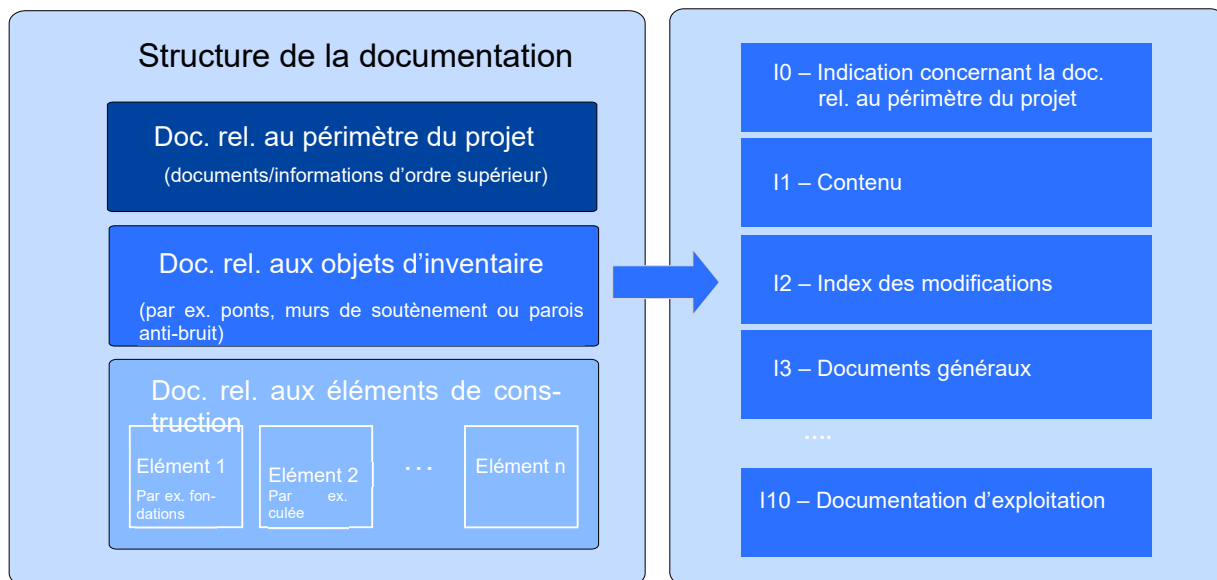 Structure de la documentation
Doc. rel. au périmètre du projet
(documents/informations d'ordre supérieur)
Doc. rel. aux objets d'inventaire
(par ex. ponts, murs de soutènement ou parois
anti-bruit)
Doc. rel. aux éléments de cons-
truction
Elément 1
Par ex. fon-
dations
Elément 2
Par ex.
culée
...
Elément n
I0 – Indication concernant la doc.
rel. au périmètre du projet
I1 – Contenu
I2 – Index des modifications
I3 – Documents généraux
....
I10 – Documentation d'exploitation